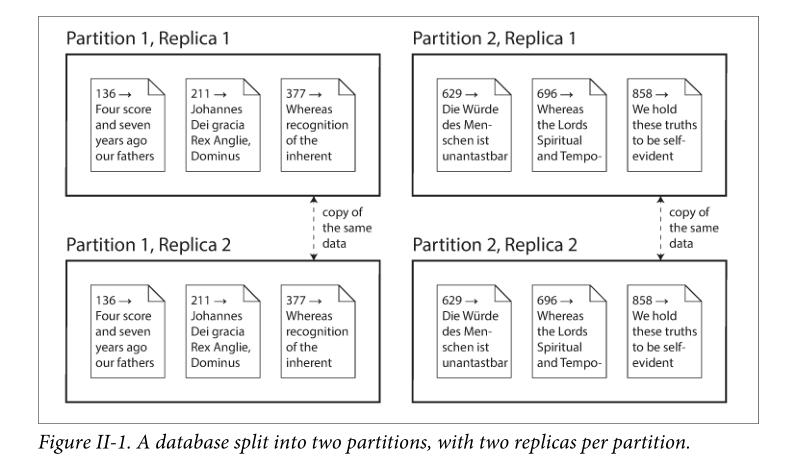 Partition 1, Replica 1
136 →
Four score
and seven
years ago
our fathers
211 →
Johannes
Dei gracia
Rex Anglie,
Dominus
377 →
Whereas
recognition
of the
inherent
Partition 2, Replica 1
629 →
Die Würde
des Men-
schen ist
unantastbar
696 →
Whereas
the Lords
Spiritual
and Tempo-
858 →
We hold
these truths
to be self-
evident
copy of
the same
data
copy of
the same
data
Partition 1, Replica 2
136 →
Four score
and seven
years ago
our fathers
211 →
Johannes
Dei gracia
Rex Anglie,
Dominus
377 →
Whereas
recognition
of the
inherent
Partition 2, Replica 2
629 →
Die Würde
des Men-
schen ist
unantastbar
696 →
Whereas
the Lords
Spiritual
and Tempo-
858 →
We hold
these truths
to be self-
evident
Figure II-1. A database split into two partitions, with two replicas per partition.